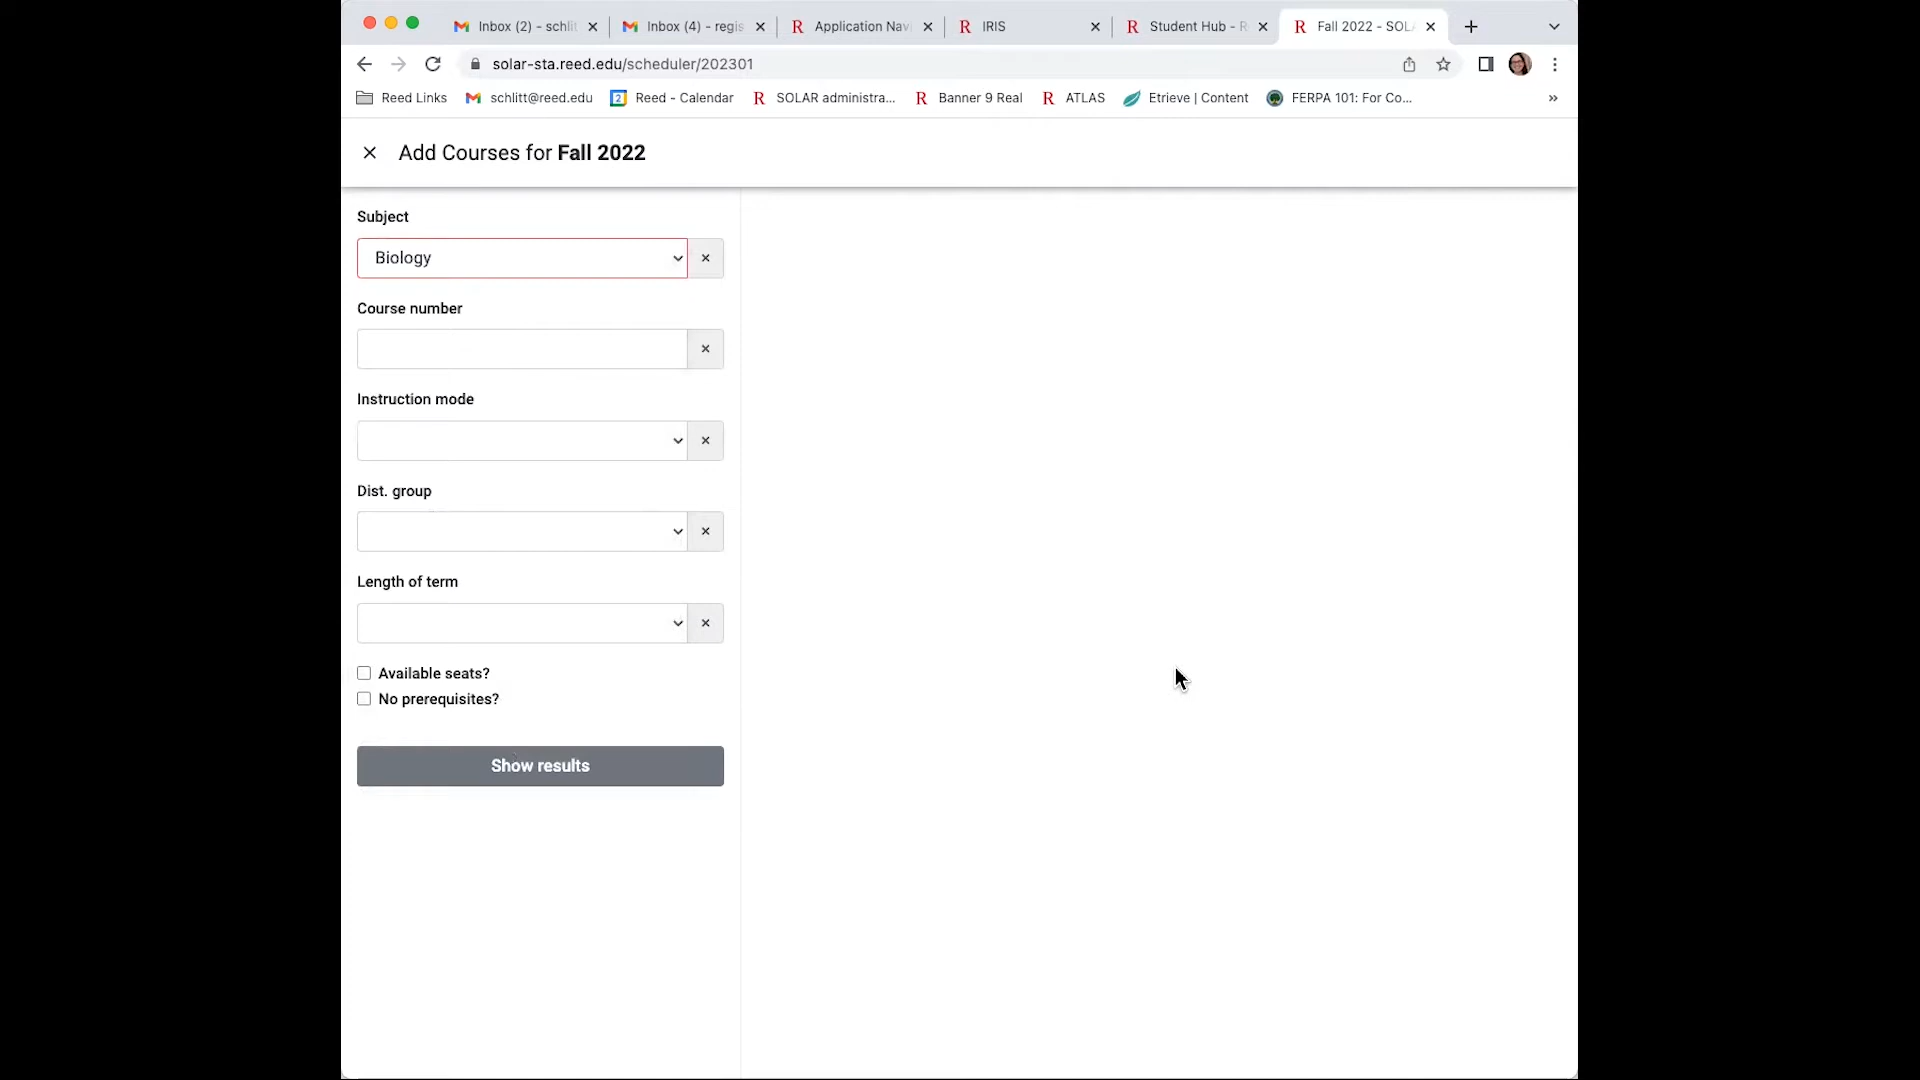 Inbox (2) - schlit
Inbox (4) - regis
R Application Nav
R IRIS
R Student Hub - R
R Fall 2022 - SOLA
solar-sta.reed.edu/scheduler/202301
Reed Links
schlitt@reed.edu
2 Reed - Calendar
R SOLAR administra...
R Banner 9 Real
R ATLAS
Etrieve | Content
FERPA 101: For Co...
»
Add Courses for Fall 2022
Subject
Biology
Course number
Instruction mode
Dist. group
Length of term
Available seats?
No prerequisites?
Show results